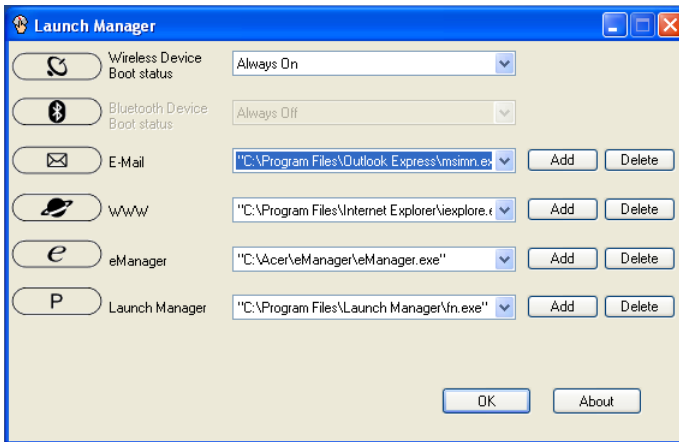 Launch Manager
Wireless Device
Boot status
Always On
Bluetooth Device
Boot status
Always Off
E-Mail
"C:\Program Files\Outlook Express\msimn.ex
Add
Delete
WWW
"C:\Program Files\Internet Explorer\iexplore.e
Add
Delete
e
eManager
"C:\Acer\eManager\eManager.exe"
Add
Delete
P
Launch Manager
"C:\Program Files\Launch Manager\fn.exe"
Add
Delete
OK
About